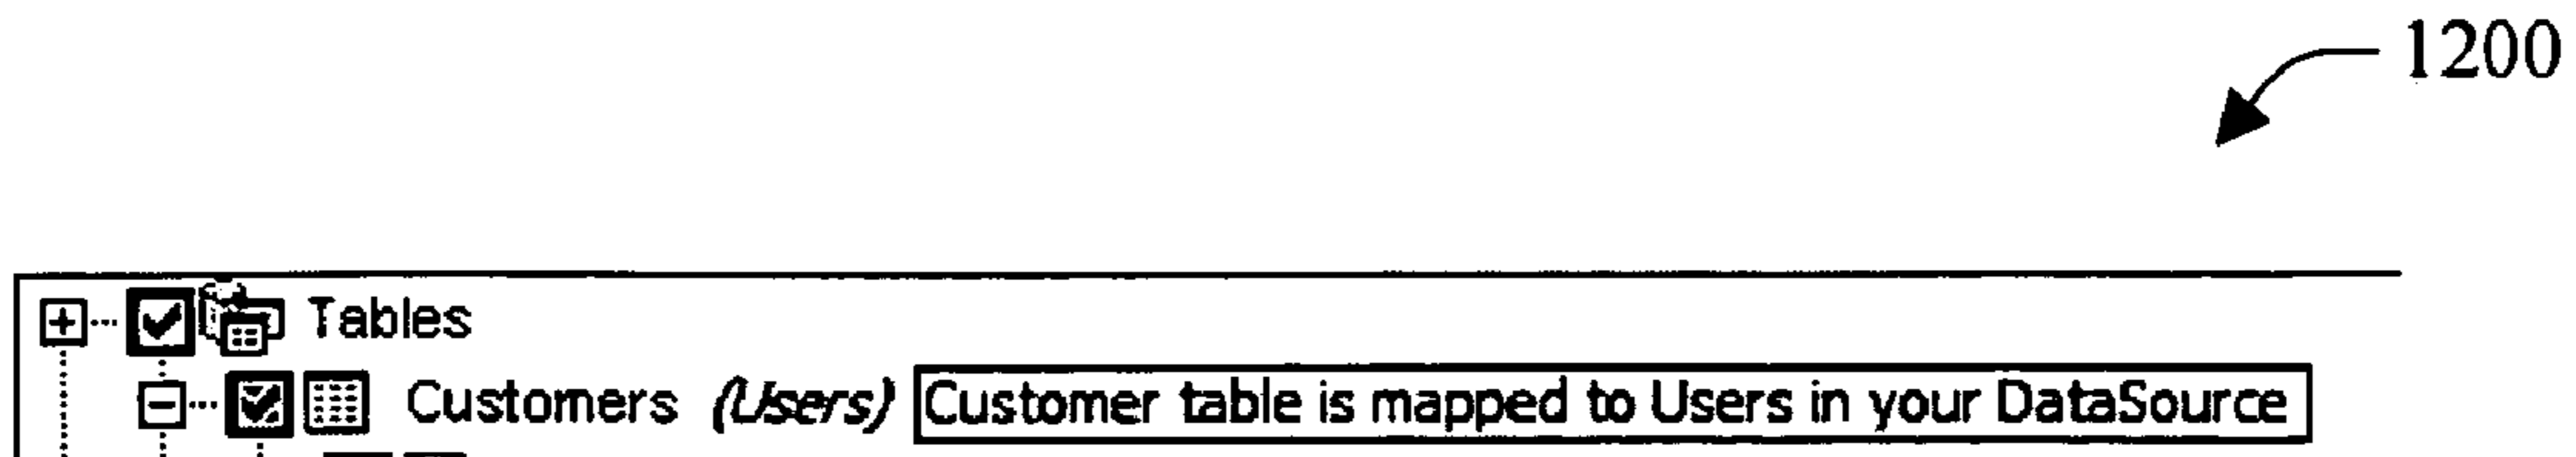 1200
Tables
Customers (Users) Customer table is mapped to Users in your DataSource